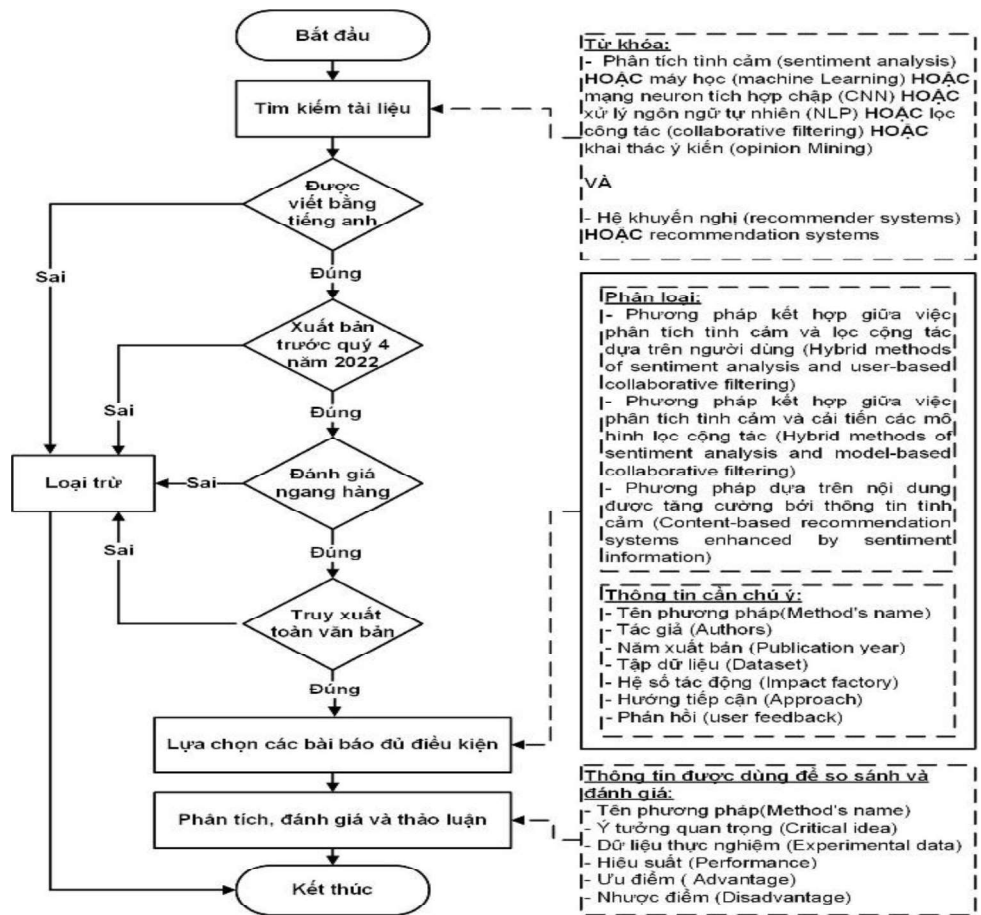 Bắt đầu
Tìm kiếm tài liệu
Được
viết bằng
tiếng anh
Sai
Đúng
Xuất bản
trước quý 4
năm 2022
Sai
Đúng
Loại trừ
Sai
Đánh giá
ngang hàng
Sai
Đúng
Truy xuất
toàn văn bản
Đúng
Lựa chọn các bài báo đủ điều kiện
Phân tích, đánh giá và thảo luận
Kết thúc
Từ khóa:
- Phân tích tình cảm (sentiment analysis)
HOẶC máy học (machine Learning) HOẶC
mạng neuron tích hợp chập (CNN) HOẶC
xử lý ngôn ngữ tự nhiên (NLP) HOẶC lọc
công tác (collaborative filtering) HOẶC
khai thác ý kiến (opinion Mining)
VÀ
- Hệ khuyến nghị (recommender systems)
HOẶC recommendation systems
Phân loại:
- Phương pháp kết hợp giữa việc
phân tích tình cảm và lọc cộng tác
dựa trên người dùng (Hybrid methods
of sentiment analysis and user-based
collaborative filtering)
- Phương pháp kết hợp giữa việc
phân tích tình cảm và cải tiến các mô
hình lọc cộng tác (Hybrid methods of
sentiment analysis and model-based
collaborative filtering)
- Phương pháp dựa trên nội dung
được tăng cường bởi thông tin tình
cảm (Content-based recommendation
systems enhanced by sentiment
information)
Thông tin cần chú ý:
- Tên phương pháp(Method's name)
- Tác giả (Authors)
- Năm xuất bản (Publication year)
- Tập dữ liệu (Dataset)
- Hệ số tác động (Impact factory)
- Hướng tiếp cận (Approach)
- Phản hồi (user feedback)
Thông tin được dùng để so sánh và
đánh giá:
- Tên phương pháp(Method's name)
- Ý tưởng quan trọng (Critical idea)
- Dữ liệu thực nghiệm (Experimental data)
- Hiệu suất (Performance)
- Ưu điểm ( Advantage)
- Nhược điểm (Disadvantage)